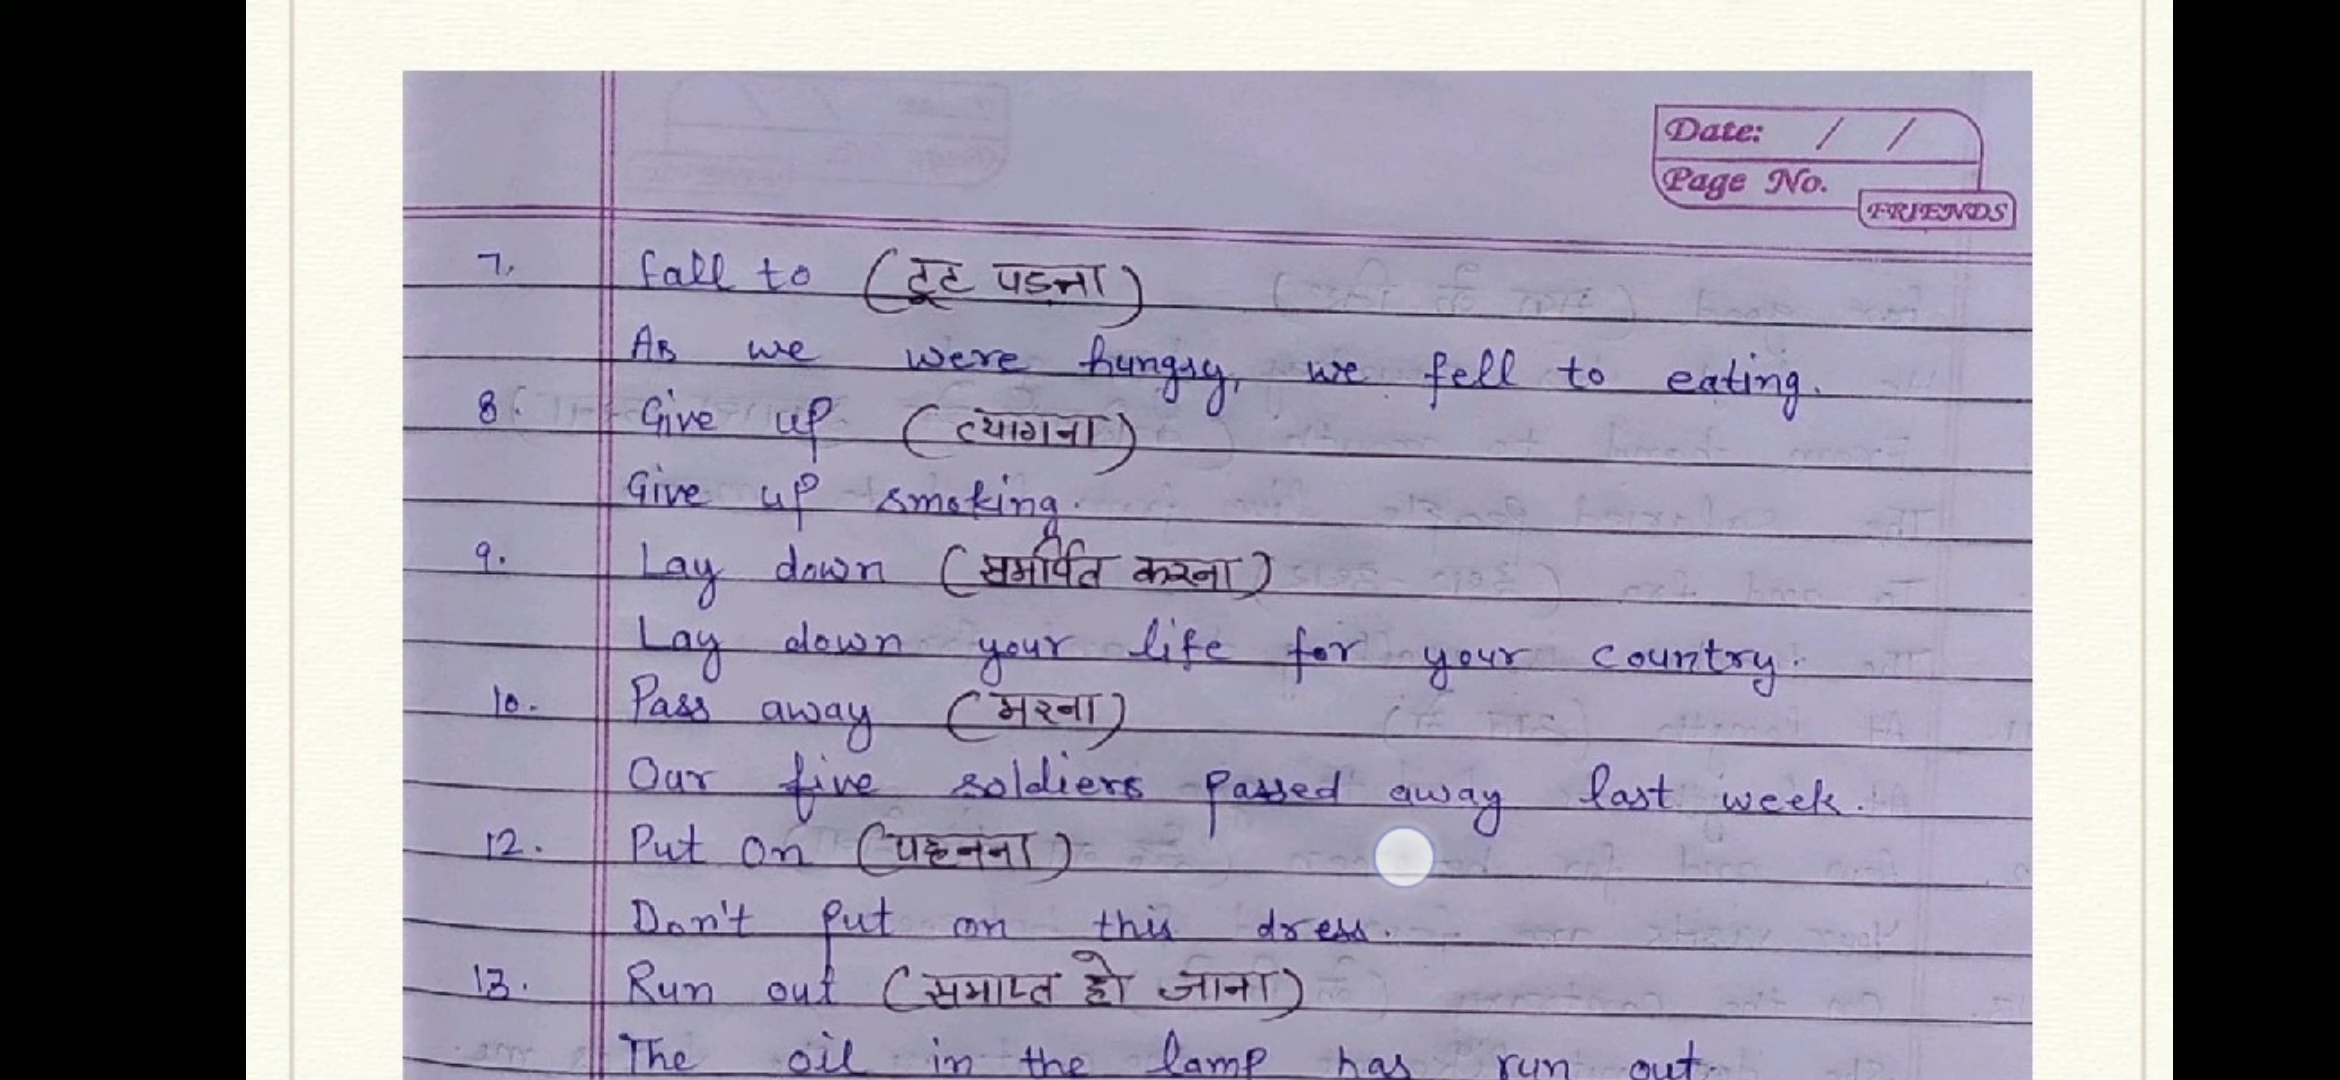 Date: / /
Page No.
FRIENDS
7. fall to (टूट पडना)
As we were hungry, we fell to eating.
8. Give up (त्यागना)
Give up smoking.
9. Lay down (समर्पित करना)
Lay down your life for your country.
10. Pass away (मरना)
Our five soldiers passed away last week.
12. Put on (पहनना)
Don't put on this dress.
13. Run out (समाप्त हो जाना)
The oil in the lamp has run out.